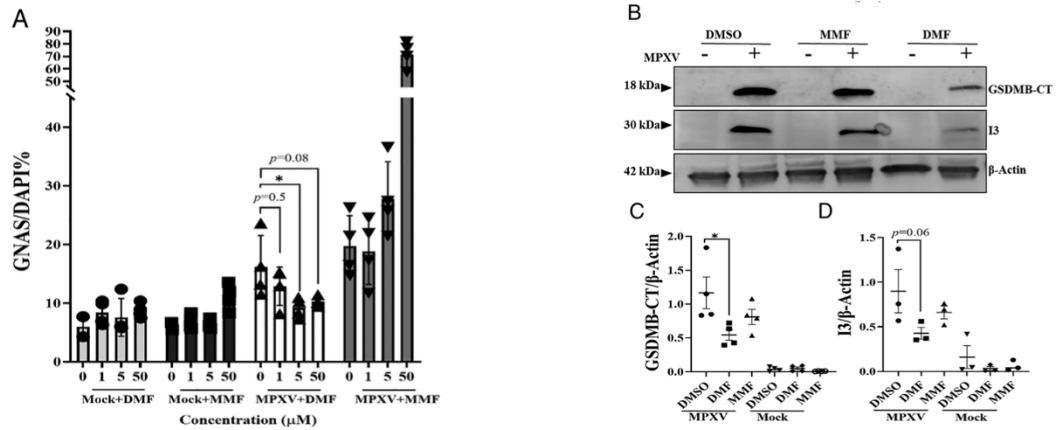 A
GNAS/DAPI%
90
80
70
60
50
40
30
20
10
0
p=0.08
*
p=0.5
0 1 5 50 0 1 5 50 0 1 5 50 0 1 5 50
Mock+DMF Mock+MMF MPXV+DMF MPXV+MMF
Concentration (μM)
B
DMSO MMF DMF
MPXV - + - + - +
18 kDa GSDMB-CT
30 kDa I3
42 kDa β-Actin
C
GSDMB-CT/β-Actin
2.0
1.5
1.0
0.5
0.0
*
DMSO DMF MMF DMSO DMF MMF
MPXV Mock
D
I3/β-Actin
1.5
1.0
0.5
0.0
p=0.06
DMSO DMF MMF DMSO DMF MMF
MPXV Mock